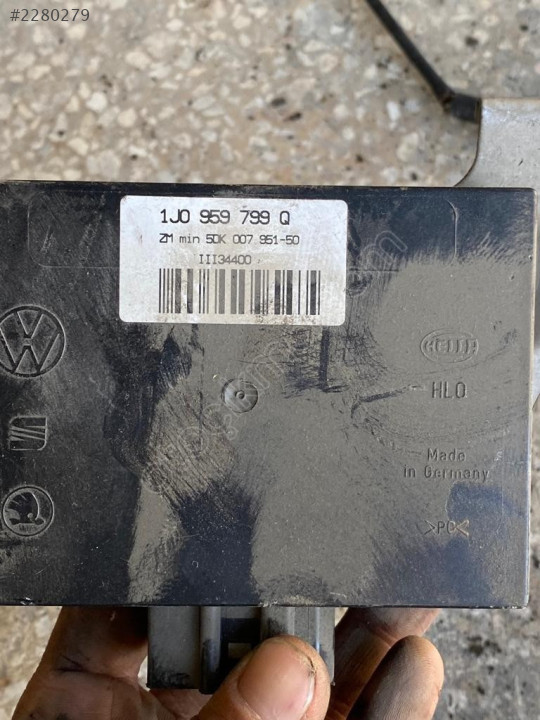 #2280279
1J0 959 799 Q
ZM min 5DK 007 951-50
III34400
HELLA
HLO
Made
in Germany
>PC<